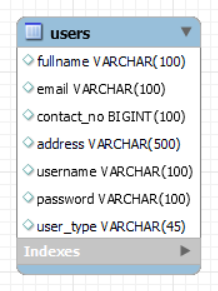 users
fullname VARCHAR(100)
email VARCHAR(100)
contact_no BIGINT(100)
address VARCHAR(500)
username VARCHAR(100)
password VARCHAR(100)
user_type VARCHAR(45)
Indexes